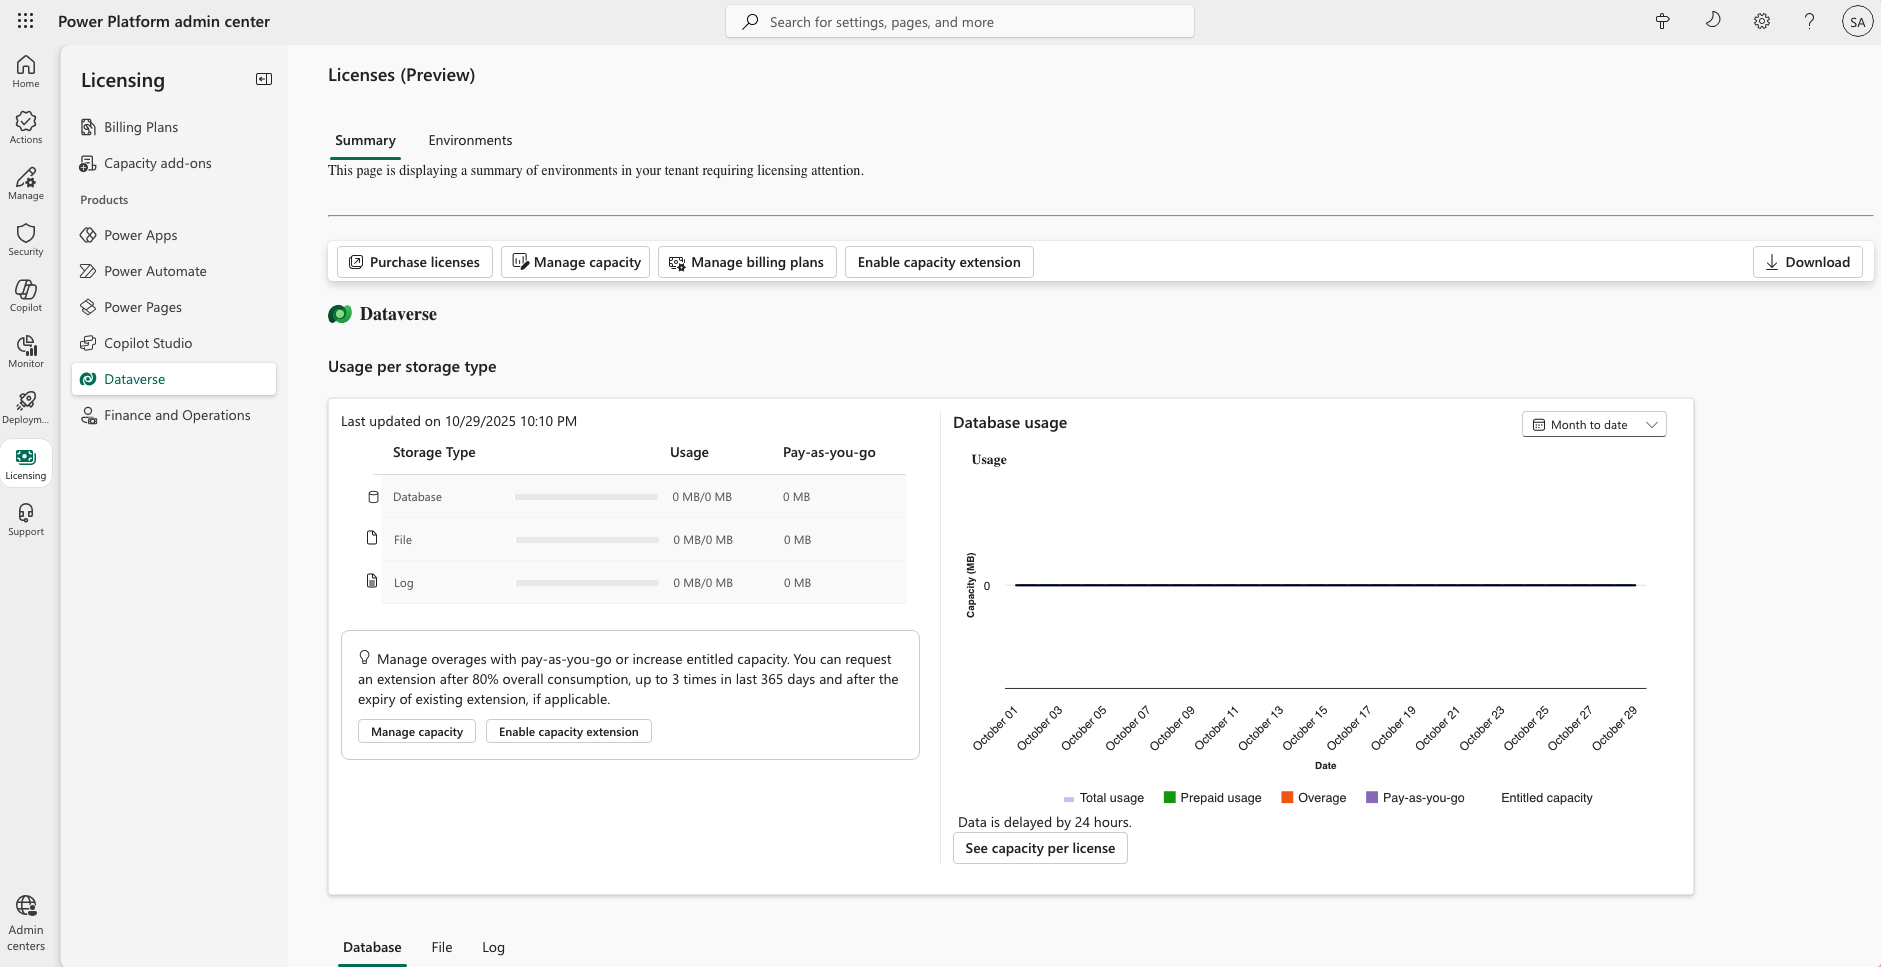 Power Platform admin center
Search for settings, pages, and more
SA
Home
Actions
Manage
Security
Copilot
Monitor
Deploym...
Licensing
Support
Admin
centers
Licensing
Billing Plans
Capacity add-ons
Products
Power Apps
Power Automate
Power Pages
Copilot Studio
Dataverse
Finance and Operations
Licenses (Preview)
Summary
Environments
This page is displaying a summary of environments in your tenant requiring licensing attention.
Purchase licenses
Manage capacity
Manage billing plans
Enable capacity extension
Download
Dataverse
Usage per storage type
Last updated on 10/29/2025 10:10 PM
Storage Type Usage Pay-as-you-go
Database 0 MB/0 MB 0 MB
File 0 MB/0 MB 0 MB
Log 0 MB/0 MB 0 MB
Manage overages with pay-as-you-go or increase entitled capacity. You can request
an extension after 80% overall consumption, up to 3 times in last 365 days and after the
expiry of existing extension, if applicable.
Manage capacity
Enable capacity extension
Database usage
Month to date
Usage
Capacity (MB)
0
October 01 October 03 October 05 October 07 October 09 October 11 October 13 October 15 October 17 October 19 October 21 October 23 October 25 October 27 October 29
Date
Total usage Prepaid usage Overage Pay-as-you-go Entitled capacity
Data is delayed by 24 hours.
See capacity per license
Database
File
Log